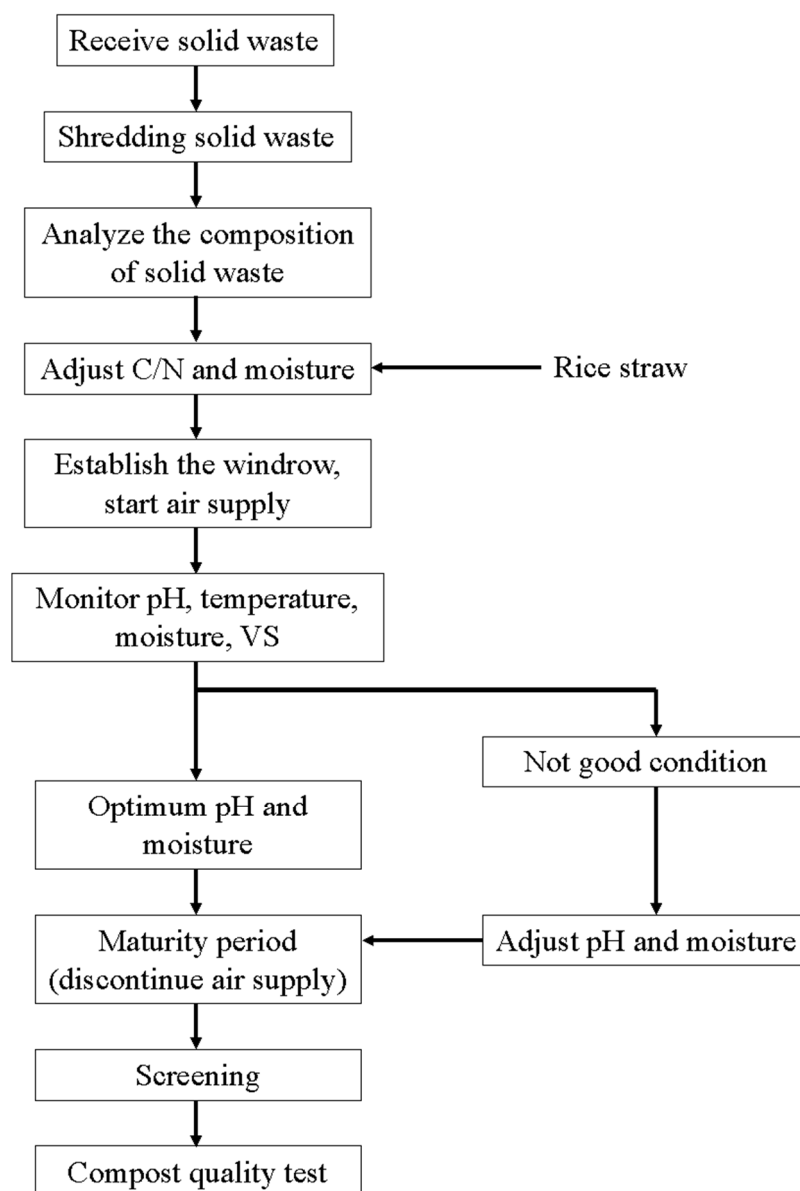 Receive solid waste
Shredding solid waste
Analyze the composition
of solid waste
Adjust C/N and moisture
Rice straw
Establish the windrow,
start air supply
Monitor pH, temperature,
moisture, VS
Not good condition
Optimum pH and
moisture
Maturity period
(discontinue air supply)
Adjust pH and moisture
Screening
Compost quality test